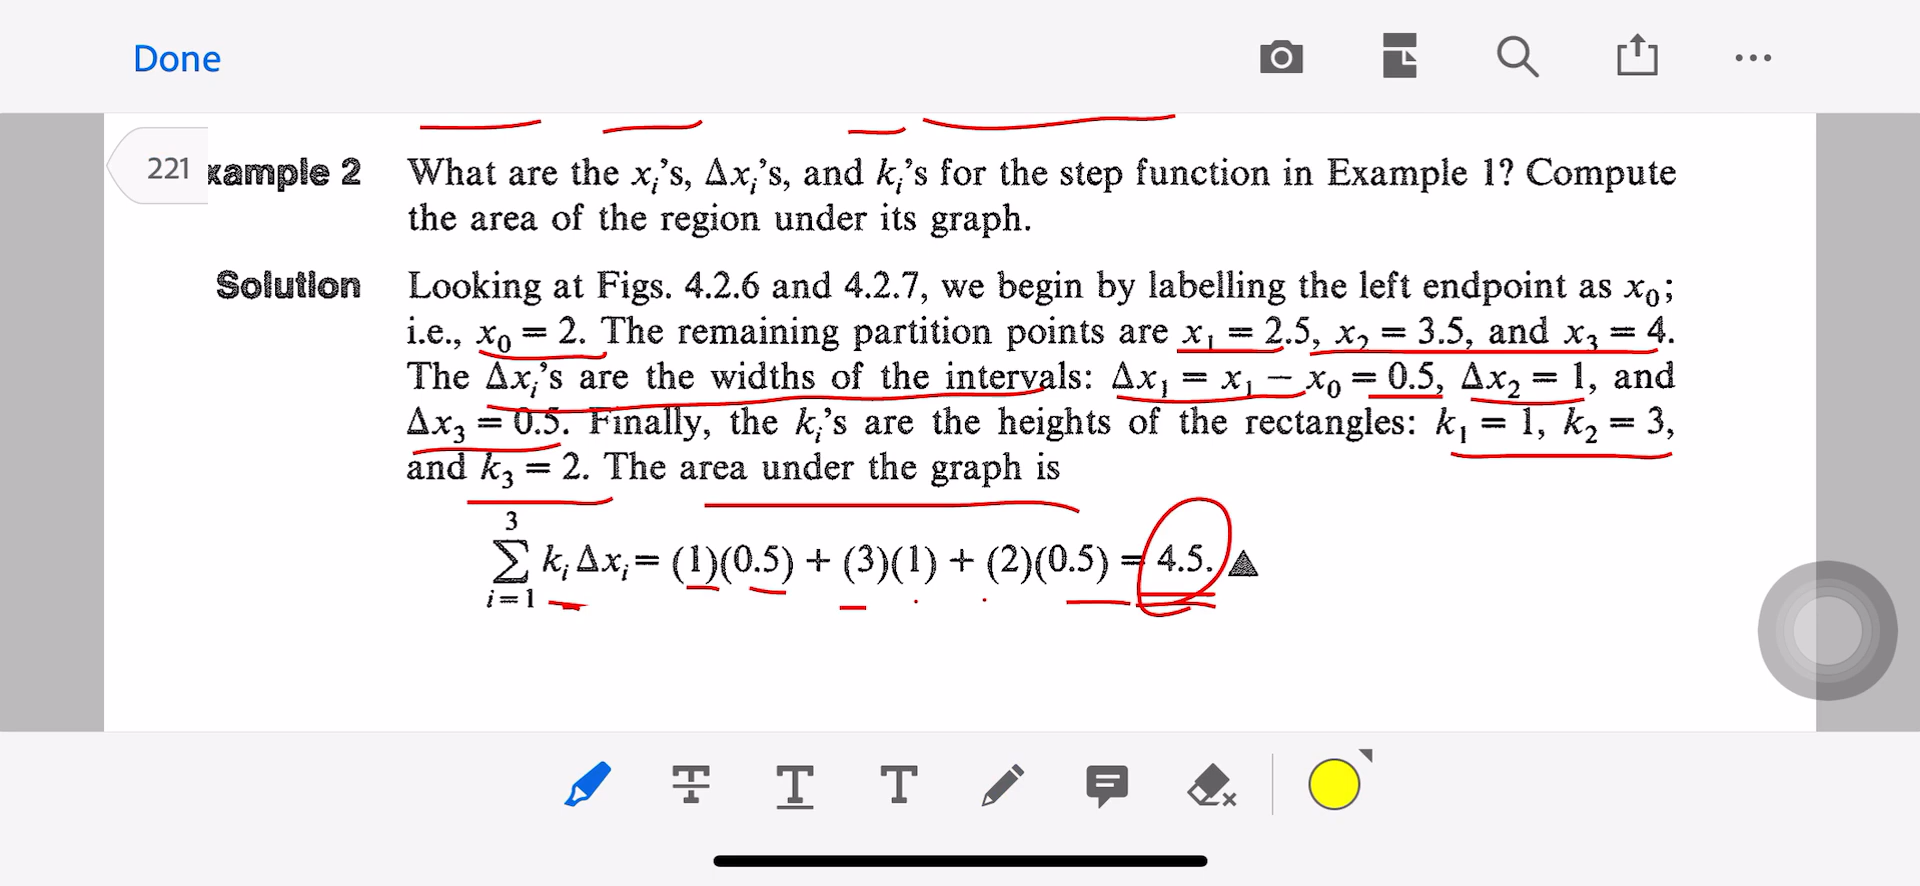 Done
221
xample 2 What are the xᵢ's, Δxᵢ's, and kᵢ's for the step function in Example 1? Compute
the area of the region under its graph.
Solution Looking at Figs. 4.2.6 and 4.2.7, we begin by labelling the left endpoint as x₀;
i.e., x₀ = 2. The remaining partition points are x₁ = 2.5, x₂ = 3.5, and x₃ = 4.
The Δxᵢ's are the widths of the intervals: Δx₁ = x₁ − x₀ = 0.5, Δx₂ = 1, and
Δx₃ = 0.5. Finally, the kᵢ's are the heights of the rectangles: k₁ = 1, k₂ = 3,
and k₃ = 2. The area under the graph is
3
∑ kᵢ Δxᵢ = (1)(0.5) + (3)(1) + (2)(0.5) = 4.5. ▲
i=1
T T T